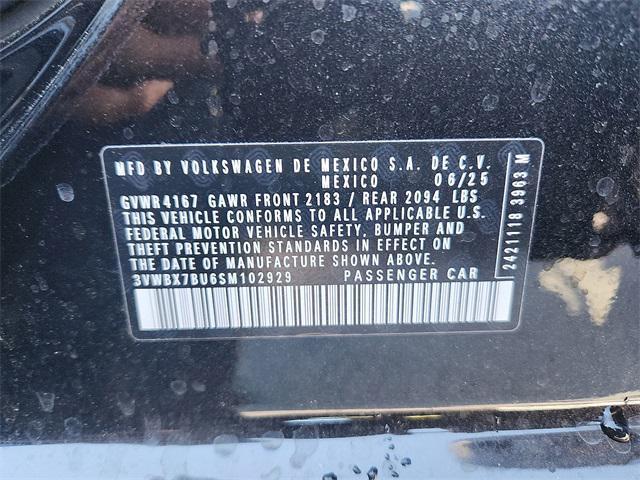 MFD BY VOLKSWAGEN DE MEXICO S.A. DE C.V.
MEXICO 06/25
GVWR 4167 GAWR FRONT 2183 / REAR 2094 LBS
THIS VEHICLE CONFORMS TO ALL APPLICABLE U.S.
FEDERAL MOTOR VEHICLE SAFETY, BUMPER AND
THEFT PREVENTION STANDARDS IN EFFECT ON
THE DATE OF MANUFACTURE SHOWN ABOVE.
3VWBX7BU6SM102929 PASSENGER CAR
2421118 3963 M